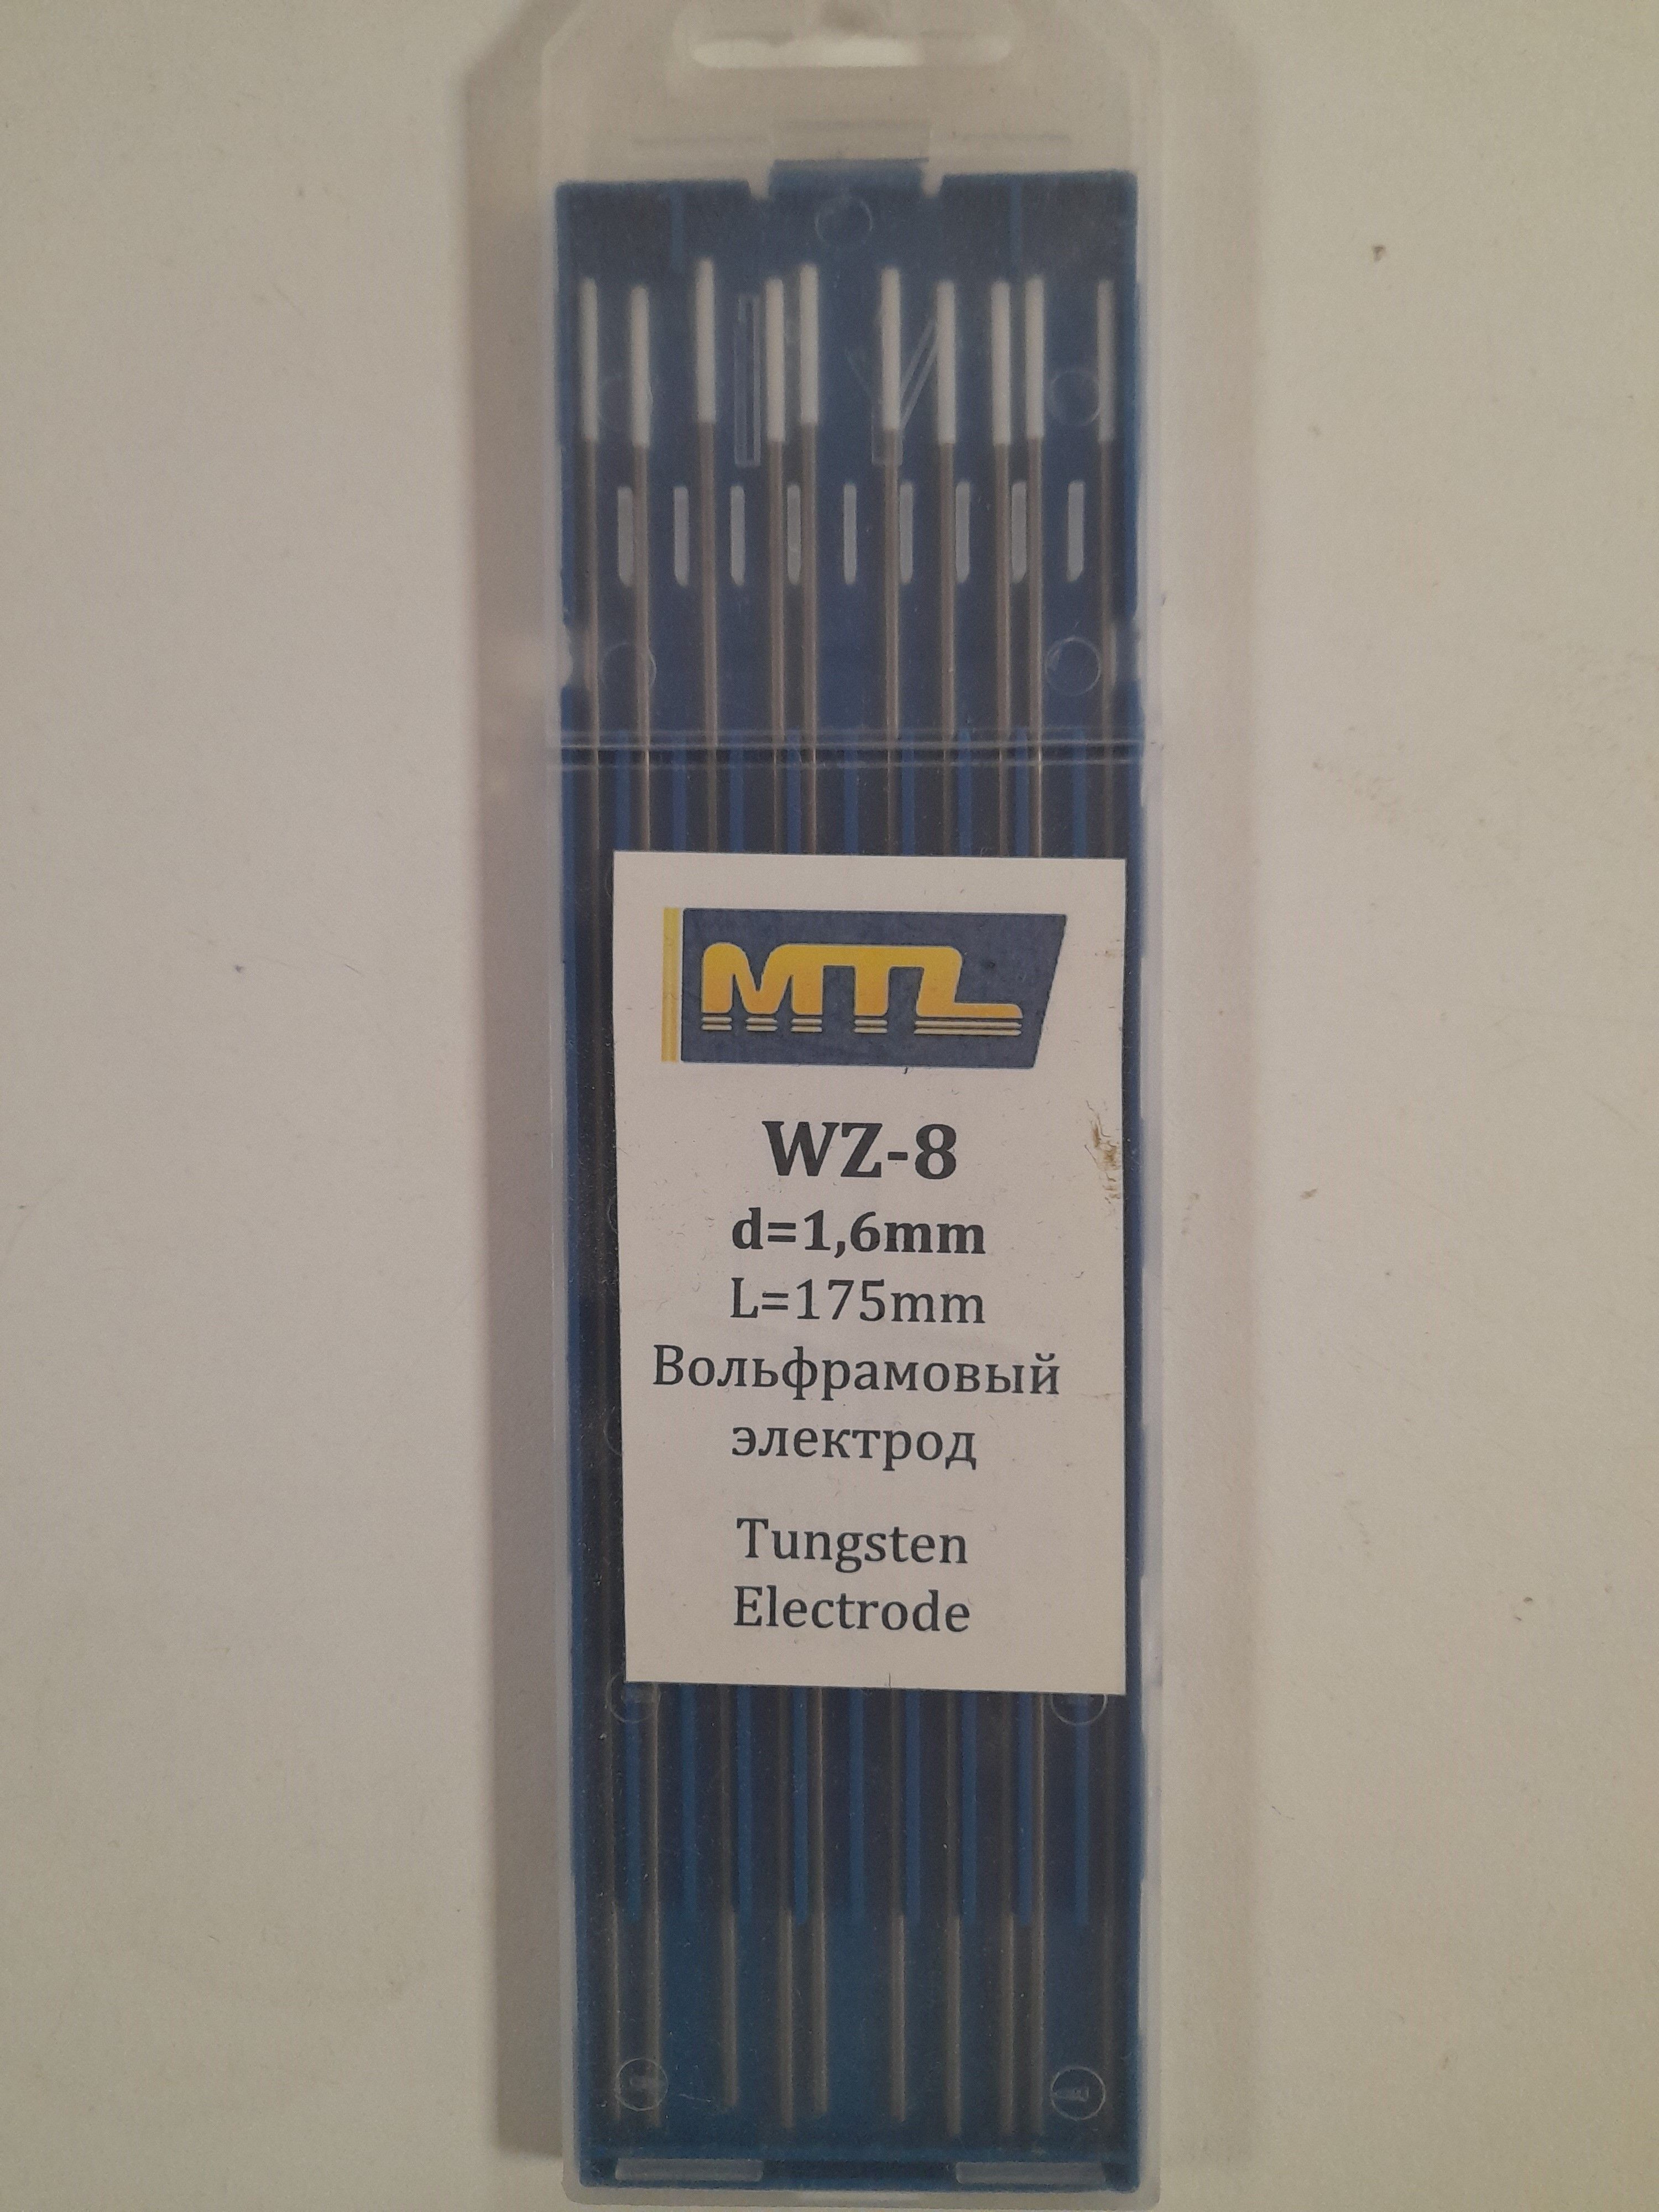 MTL
WZ-8
d=1,6mm
L=175mm
Вольфрамовый
электрод
Tungsten
Electrode